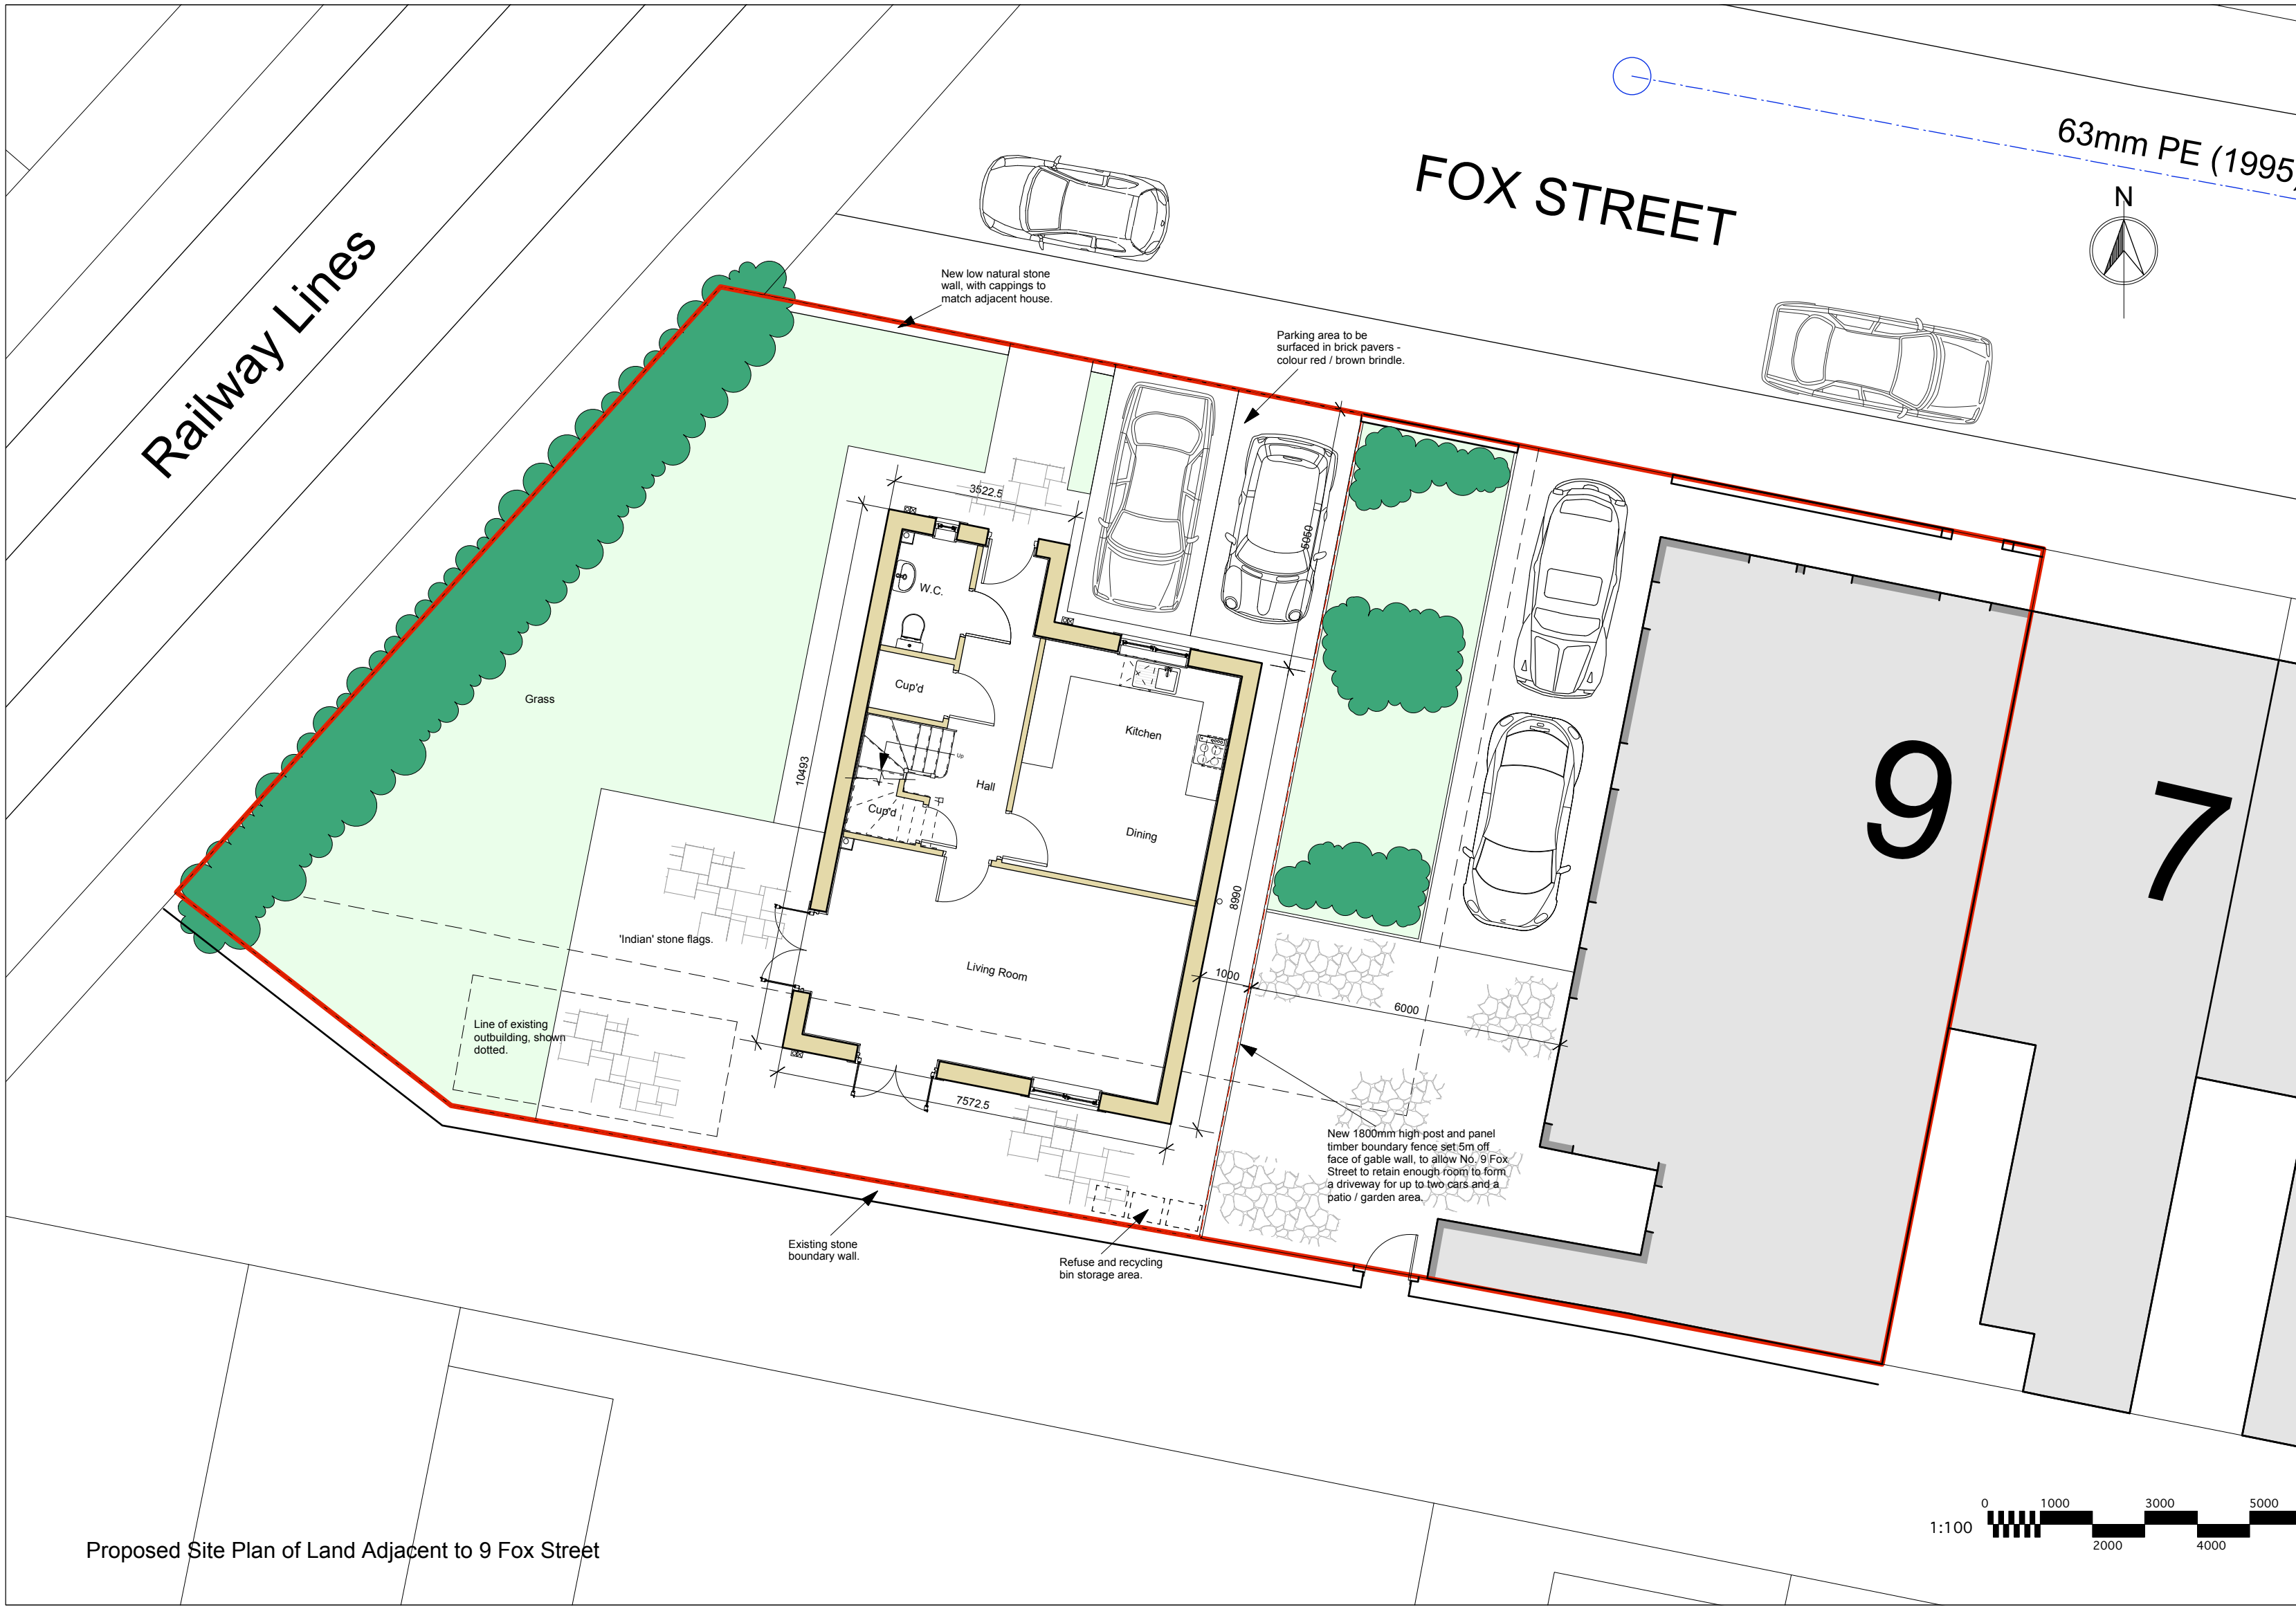 63mm PE (1995)
FOX STREET
N
Railway Lines
New low natural stone
wall, with cappings to
match adjacent house.
Parking area to be
surfaced in brick pavers -
colour red / brown brindle.
3522.5
5050
W.C.
Cup'd
Grass
Kitchen
Up
10493
Hall
Cup'd
Dining
9
7
8990
'Indian' stone flags.
Living Room
1000
6000
Line of existing
outbuilding, shown
dotted.
7572.5
New 1800mm high post and panel
timber boundary fence set 5m off
face of gable wall, to allow No. 9 Fox
Street to retain enough room to form
a driveway for up to two cars and a
patio / garden area.
Existing stone
boundary wall.
Refuse and recycling
bin storage area.
0 1000 3000 5000
1:100
2000 4000
Proposed Site Plan of Land Adjacent to 9 Fox Street